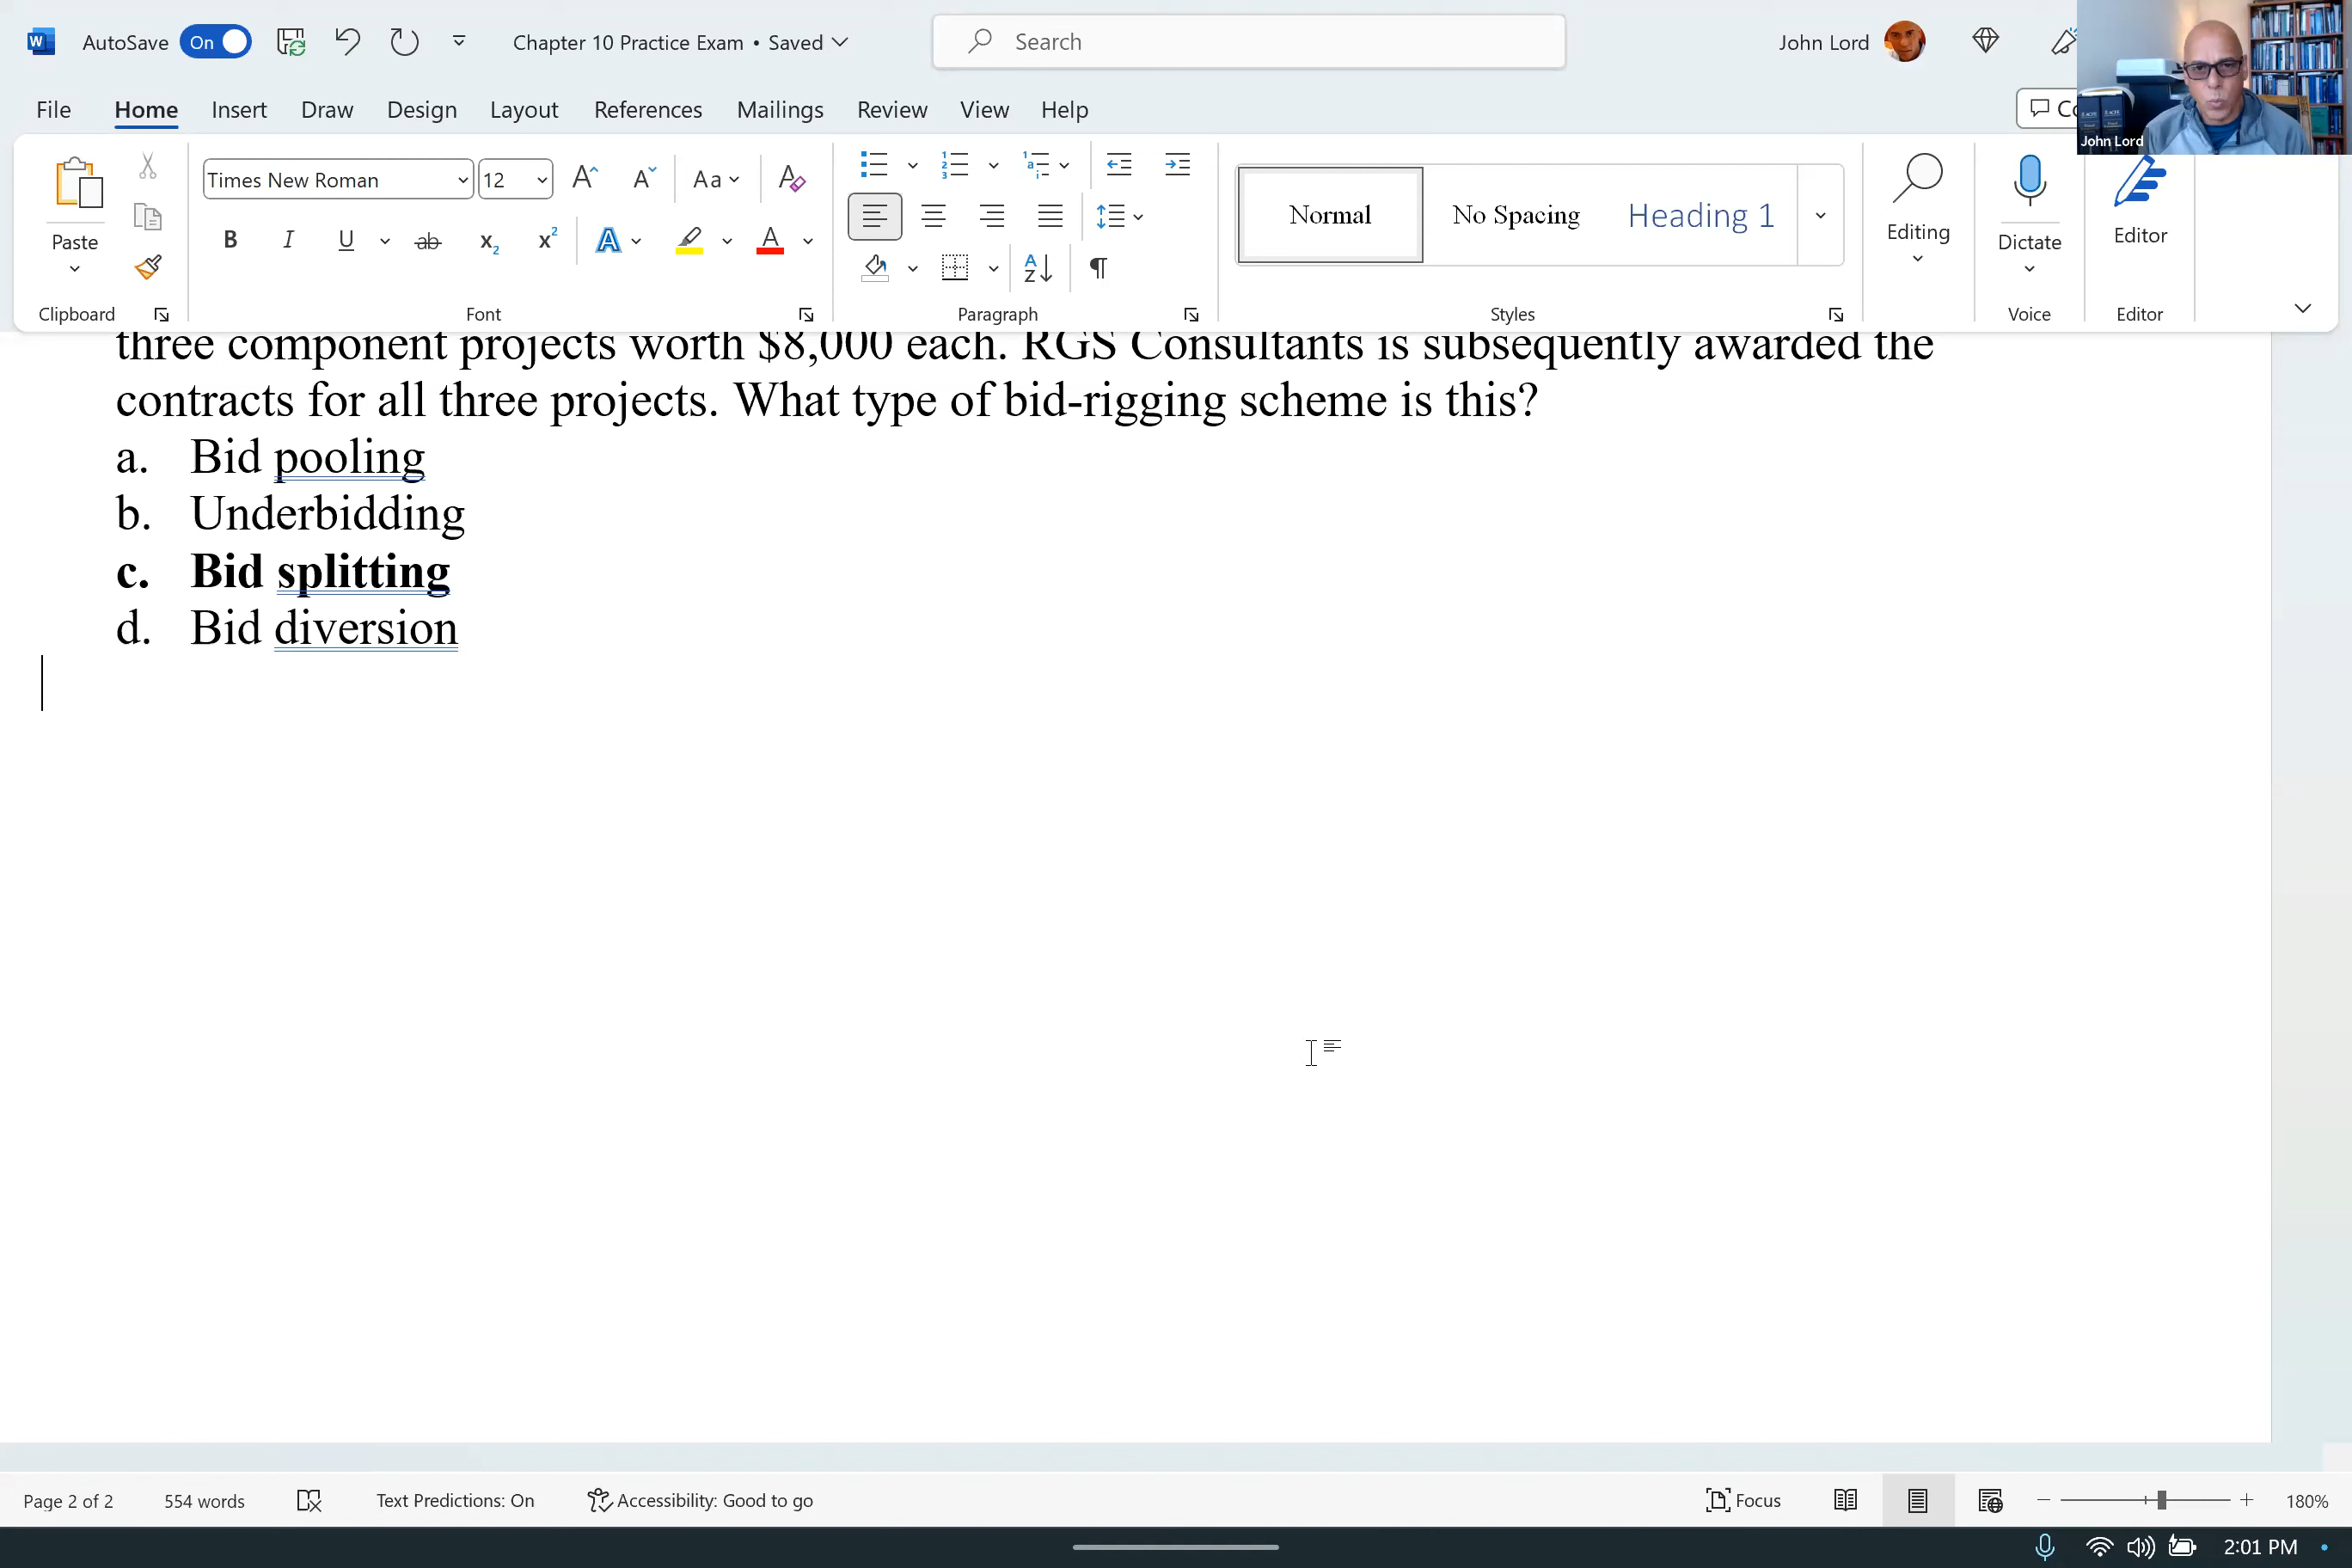 AutoSave On Chapter 10 Practice Exam • Saved Search John Lord
File Home Insert Draw Design Layout References Mailings Review View Help
John Lord
Times New Roman 12 Aa
Normal No Spacing Heading 1
Paste Editing Dictate Editor
Clipboard Font Paragraph Styles Voice Editor
three component projects worth $8,000 each. RGS Consultants is subsequently awarded the
contracts for all three projects. What type of bid-rigging scheme is this?
a. Bid pooling
b. Underbidding
c. Bid splitting
d. Bid diversion
Page 2 of 2 554 words Text Predictions: On Accessibility: Good to go Focus 180%
2:01 PM